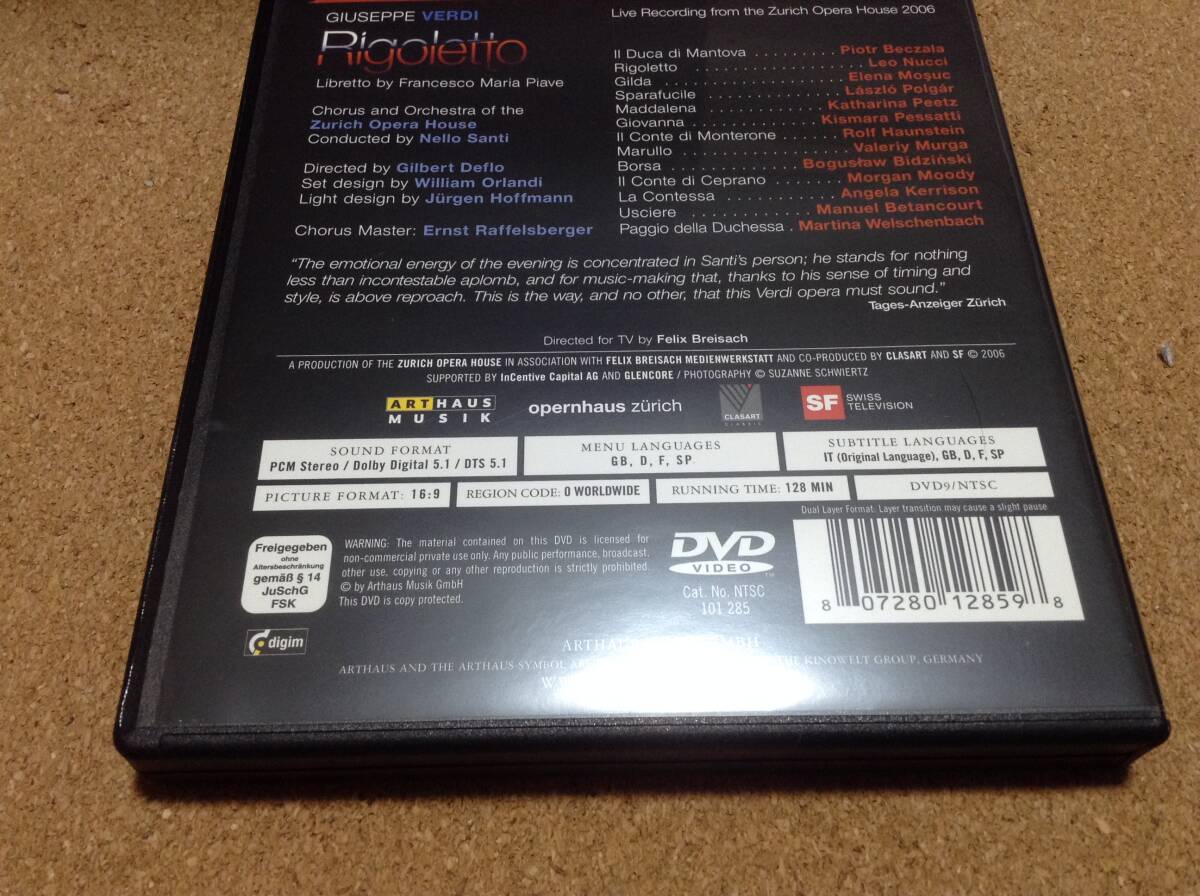 GIUSEPPE VERDI
Rigoletto
Libretto by Francesco Maria Piave
Chorus and Orchestra of the
Zurich Opera House
Conducted by Nello Santi
Directed by Gilbert Deflo
Set design by William Orlandi
Light design by Jürgen Hoffmann
Chorus Master: Ernst Raffelsberger
Live Recording from the Zurich Opera House 2006
Il Duca di Mantova . . . . . . . . . Piotr Beczala
Rigoletto . . . . . . . . . . . . . . . . . Leo Nucci
Gilda . . . . . . . . . . . . . . . . . . Elena Moşuc
Sparafucile . . . . . . . . . . . . . . László Polgár
Maddalena . . . . . . . . . . . . . Katharina Peetz
Giovanna . . . . . . . . . . . . . Kismara Pessatti
Il Conte di Monterone . . . . . . Rolf Haunstein
Marullo . . . . . . . . . . . . . . . . . Valeriy Murga
Borsa . . . . . . . . . . . . . . Bogusław Bidziński
Il Conte di Ceprano . . . . . . . Morgan Moody
La Contessa . . . . . . . . . . . Angela Kerrison
Usciere . . . . . . . . . . . . Manuel Betancourt
Paggio della Duchessa . Martina Welschenbach
"The emotional energy of the evening is concentrated in Santi's person; he stands for nothing
less than incontestable aplomb, and for music-making that, thanks to his sense of timing and
style, is above reproach. This is the way, and no other, that this Verdi opera must sound."
Tages-Anzeiger Zürich
Directed for TV by Felix Breisach
A PRODUCTION OF THE ZURICH OPERA HOUSE IN ASSOCIATION WITH FELIX BREISACH MEDIENWERKSTATT AND CO-PRODUCED BY CLASART AND SF © 2006
SUPPORTED BY InCentive Capital AG AND GLENCORE / PHOTOGRAPHY © SUZANNE SCHWIERTZ
ARTHAUS
MUSIK
opernhaus zürich
CLASART
CLASSIC
SF SWISS
TELEVISION
SOUND FORMAT
PCM Stereo / Dolby Digital 5.1 / DTS 5.1
MENU LANGUAGES
GB, D, F, SP
SUBTITLE LANGUAGES
IT (Original Language), GB, D, F, SP
PICTURE FORMAT: 16:9
REGION CODE: 0 WORLDWIDE
RUNNING TIME: 128 MIN
DVD9/NTSC
Dual Layer Format. Layer transition may cause a slight pause
Freigegeben
ohne
Altersbeschränkung
gemäß § 14
JuSchG
FSK
WARNING: The material contained on this DVD is licensed for
non-commercial private use only. Any public performance, broadcast,
other use, copying or any other reproduction is strictly prohibited.
© by Arthaus Musik GmbH
This DVD is copy protected.
DVD
VIDEO
TM
Cat. No. NTSC
101 285
8 07280 12859 8
digim
ARTHAUS GMBH
ARTHAUS AND THE ARTHAUS-SYMBOL THE KINOWELT GROUP, GERMANY